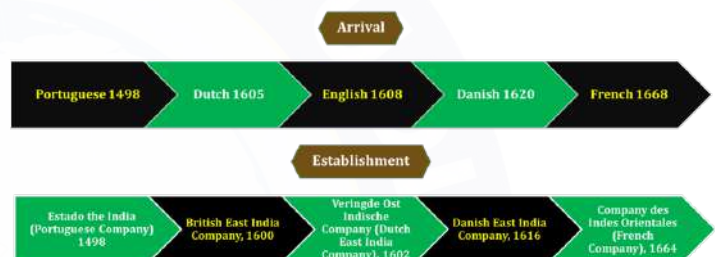 Arrival
Portuguese 1498
Dutch 1605
English 1608
Danish 1620
French 1668
Establishment
Estado the India
(Portuguese Company)
1498
British East India
Company, 1600
Veringde Ost
Indische
Company (Dutch
East India
Company), 1602
Danish East India
Company, 1616
Company des
Indes Orientales
(French
Company), 1664